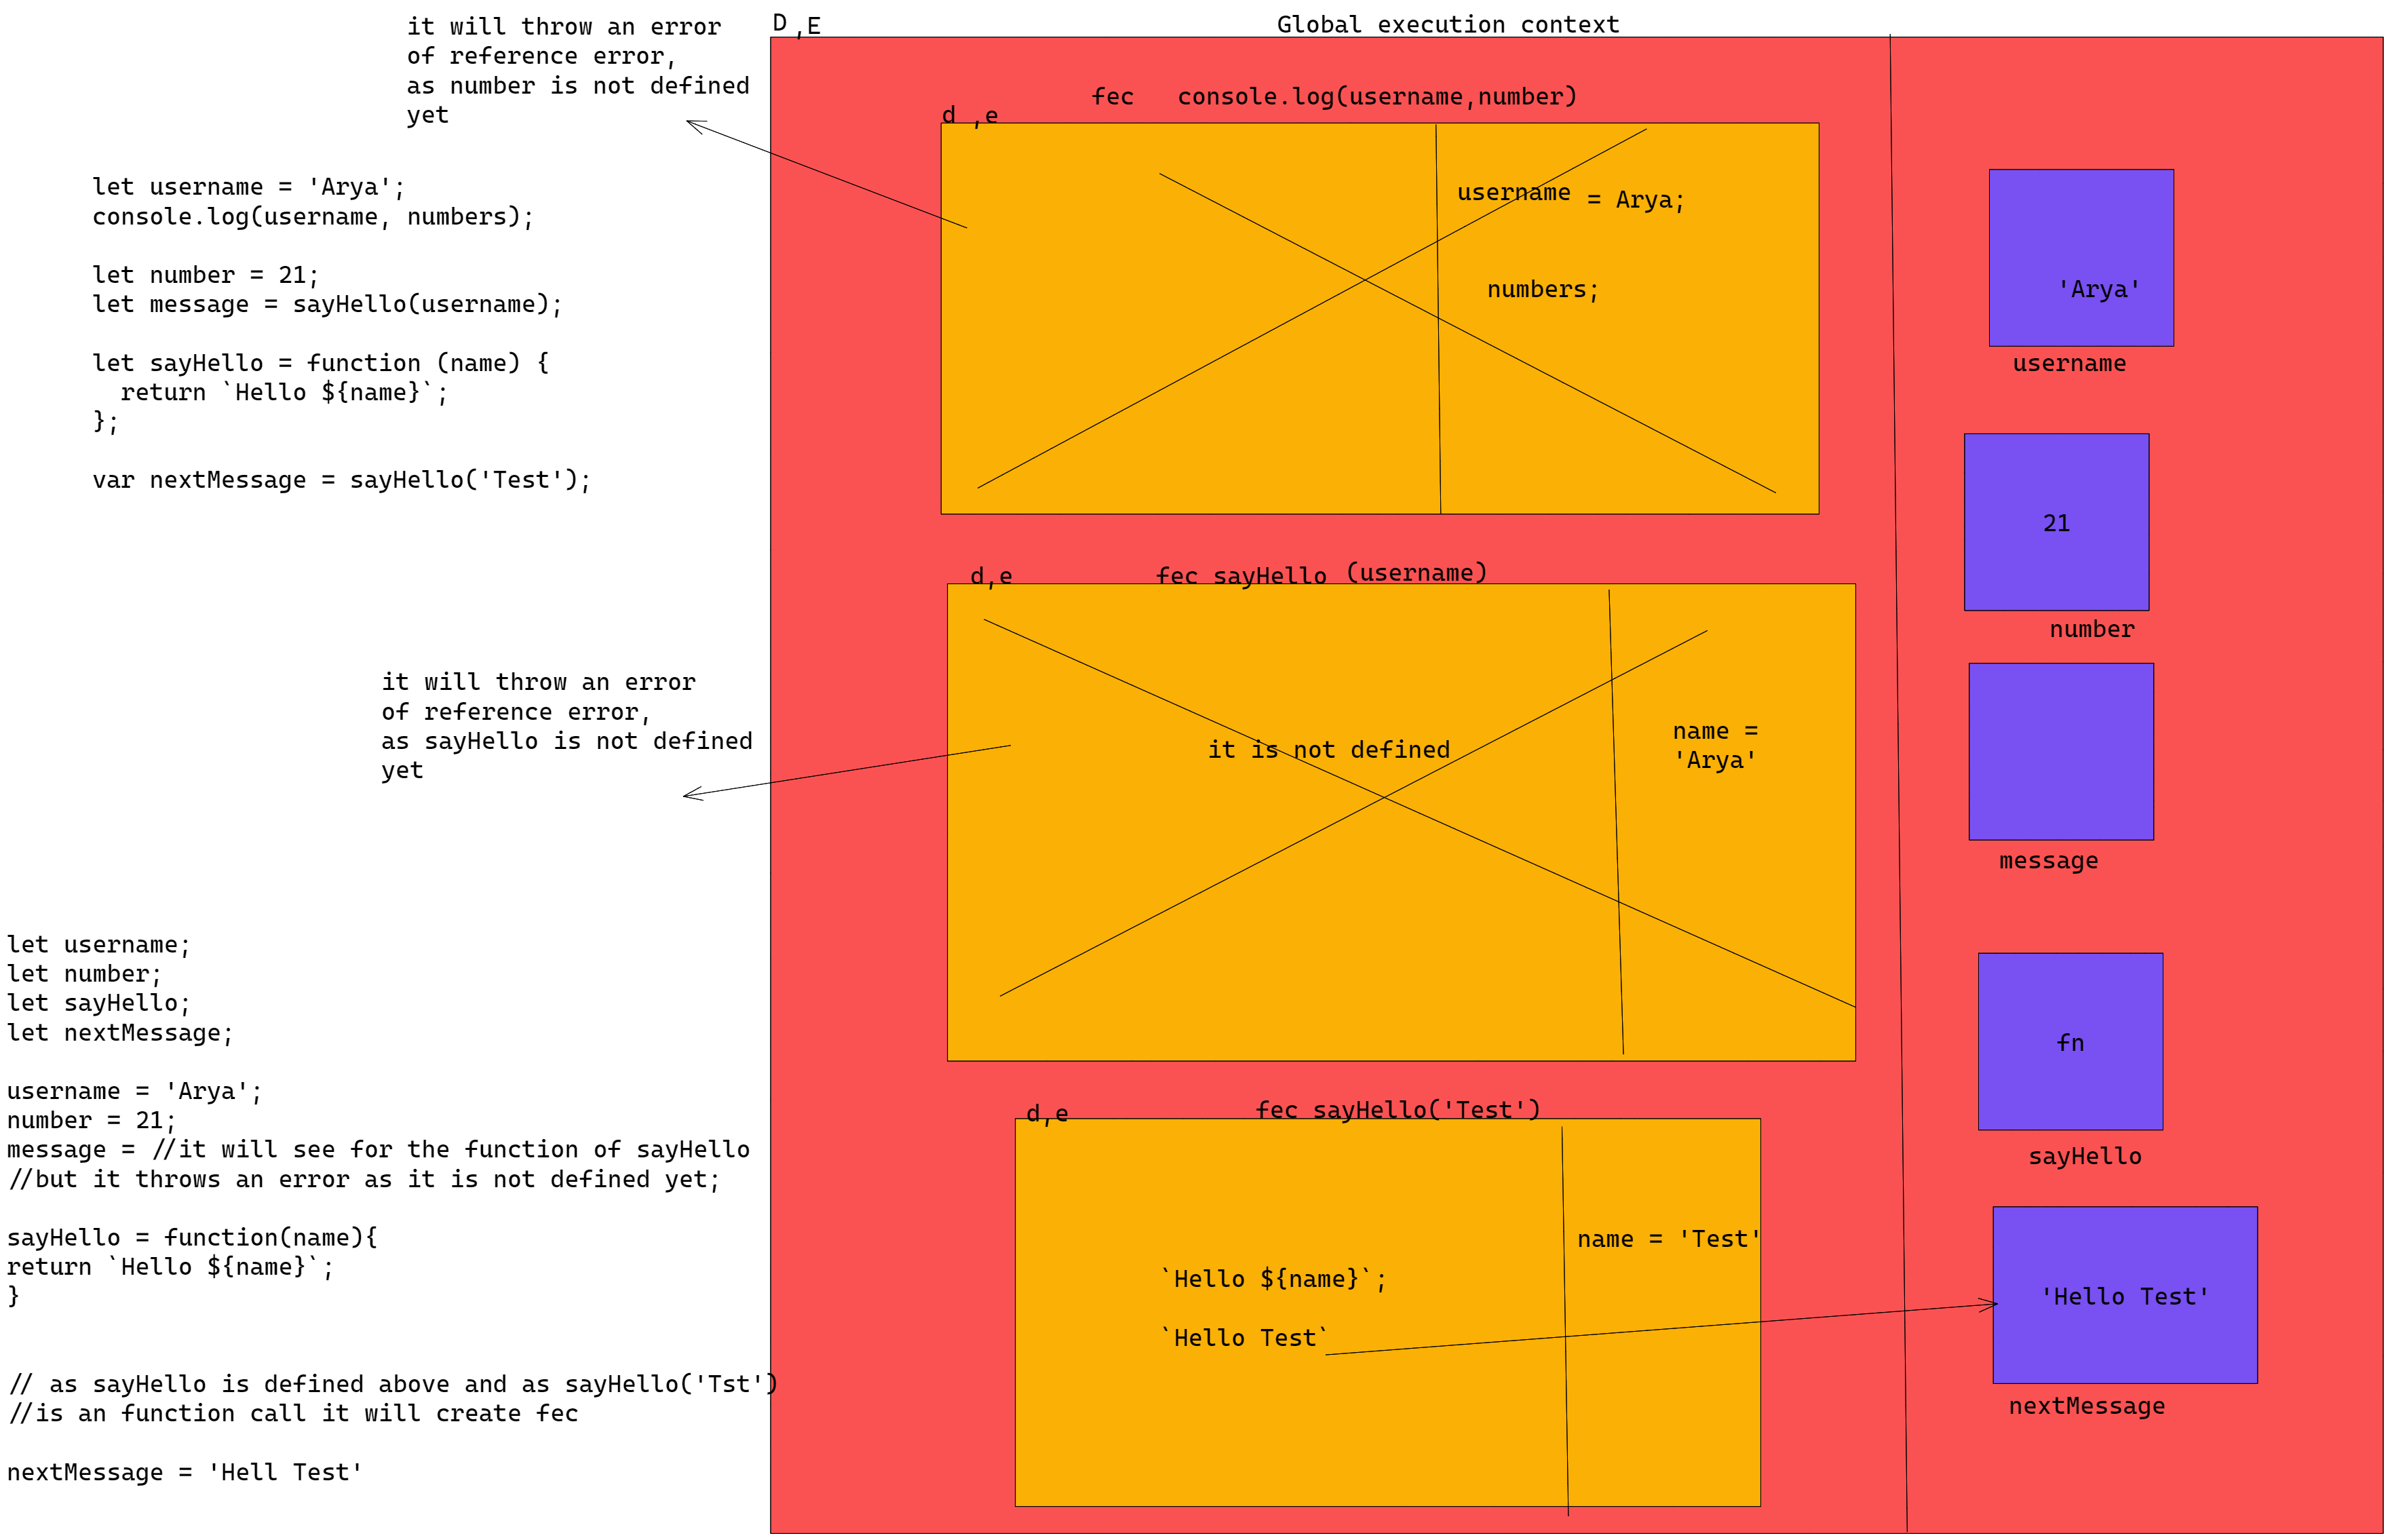 it will throw an error
of reference error,
as number is not defined
yet
let username = 'Arya';
console.log(username, numbers);
let number = 21;
let message = sayHello(username);
let sayHello = function (name) {
return `Hello ${name}`;
};
var nextMessage = sayHello('Test');
it will throw an error
of reference error,
as sayHello is not defined
yet
let username;
let number;
let sayHello;
let nextMessage;
username = 'Arya';
number = 21;
message = //it will see for the function of sayHello
//but it throws an error as it is not defined yet;
sayHello = function(name){
return `Hello ${name}`;
}
// as sayHello is defined above and as sayHello('Tst')
//is an function call it will create fec
nextMessage = 'Hell Test'
D ,E
Global execution context
fec console.log(username,number)
d ,e
username = Arya;
numbers;
d,e
fec sayHello (username)
it is not defined
name =
'Arya'
d,e
fec sayHello('Test')
name = 'Test'
`Hello ${name}`;
`Hello Test`
'Arya'
username
21
number
message
fn
sayHello
'Hello Test'
nextMessage